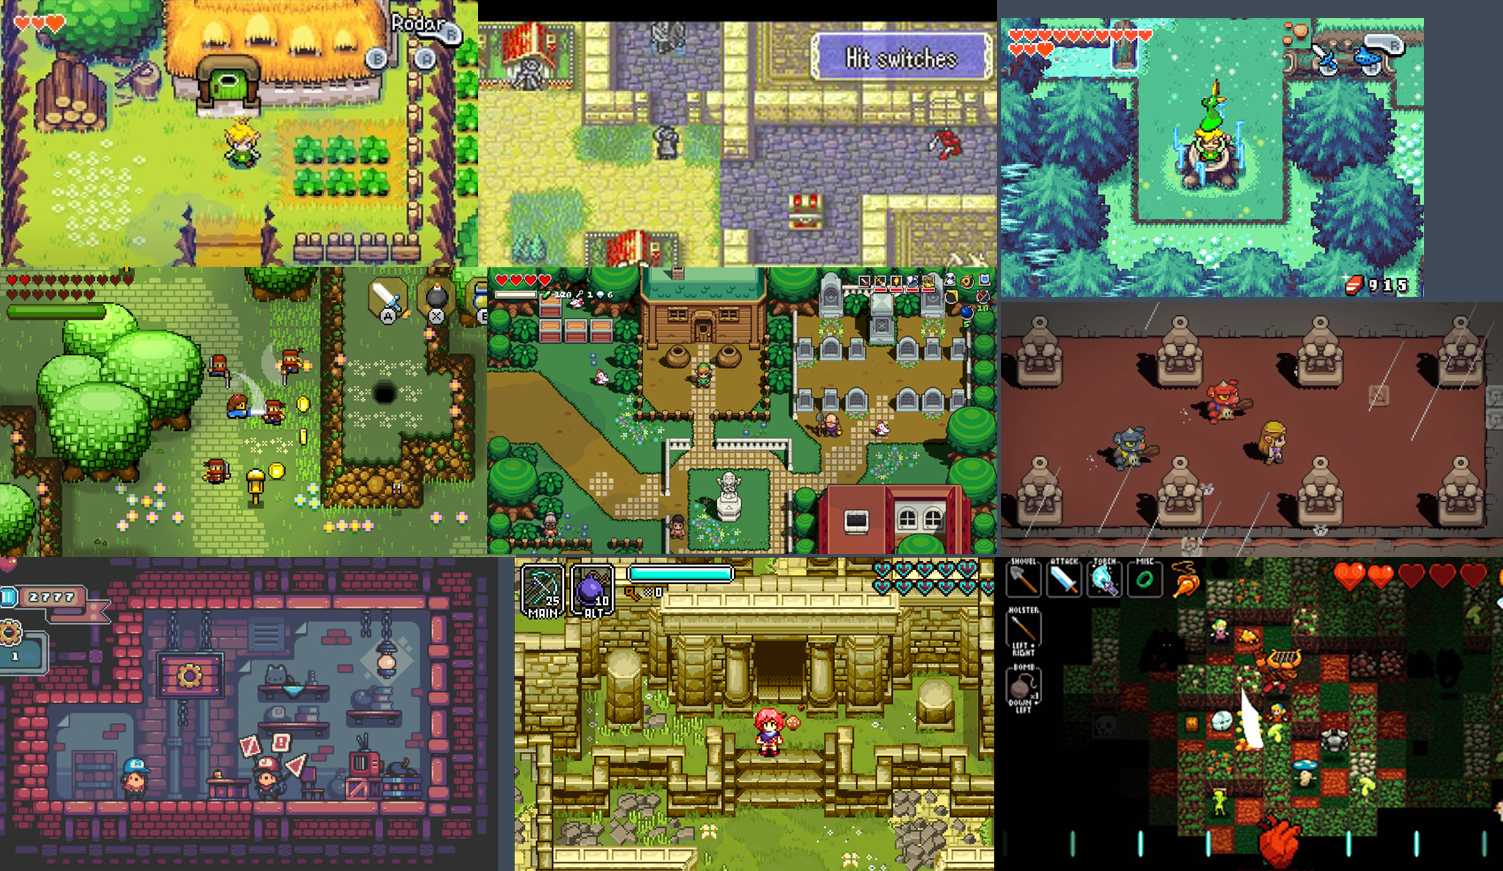 Rodar
R
B
A
Hit switches
R
915
A
X
120
1
6
10
2777
1
25
MAIN
10
ALT
0
SHOVEL
ATTACK
TORCH
MISC
HOLSTER
LEFT +
RIGHT
BOMB
x3
DOWN +
LEFT